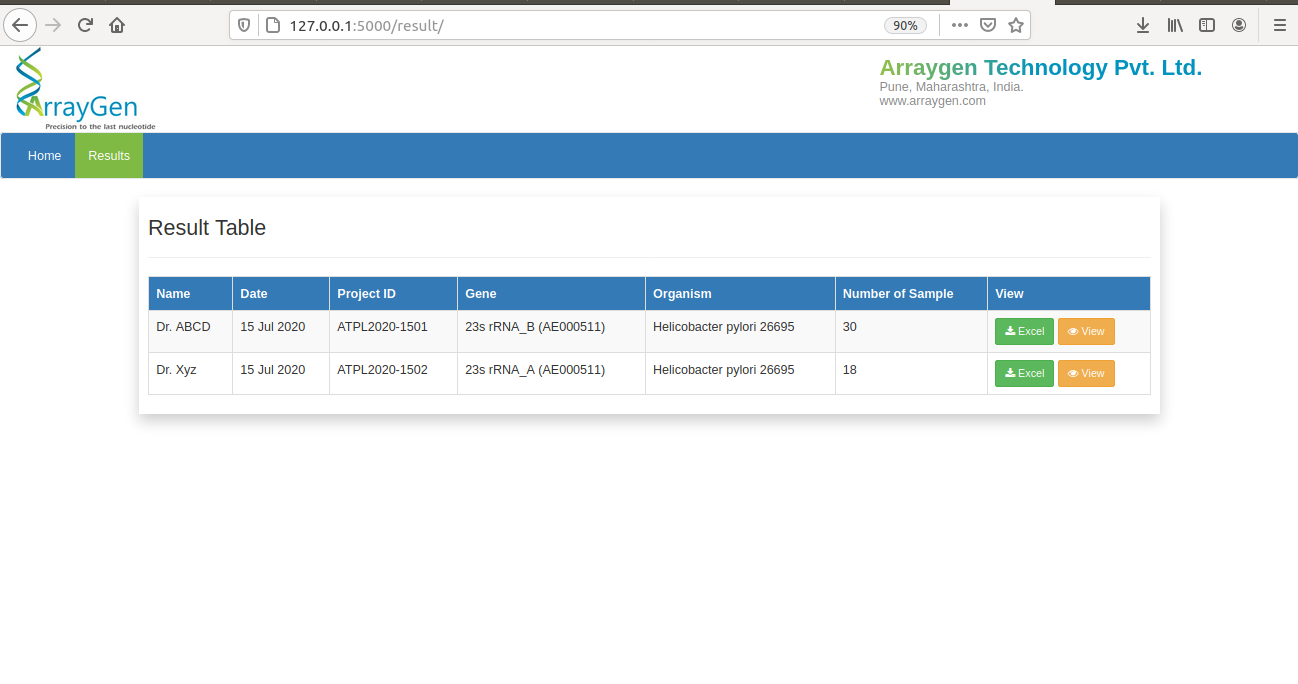 127.0.0.1:5000/result/ 90%
ArrayGen
Precision to the last nucleotide
Arraygen Technology Pvt. Ltd.
Pune, Maharashtra, India.
www.arraygen.com
Home Results
Result Table
Name Date Project ID Gene Organism Number of Sample View
Dr. ABCD 15 Jul 2020 ATPL2020-1501 23s rRNA_B (AE000511) Helicobacter pylori 26695 30 Excel View
Dr. Xyz 15 Jul 2020 ATPL2020-1502 23s rRNA_A (AE000511) Helicobacter pylori 26695 18 Excel View